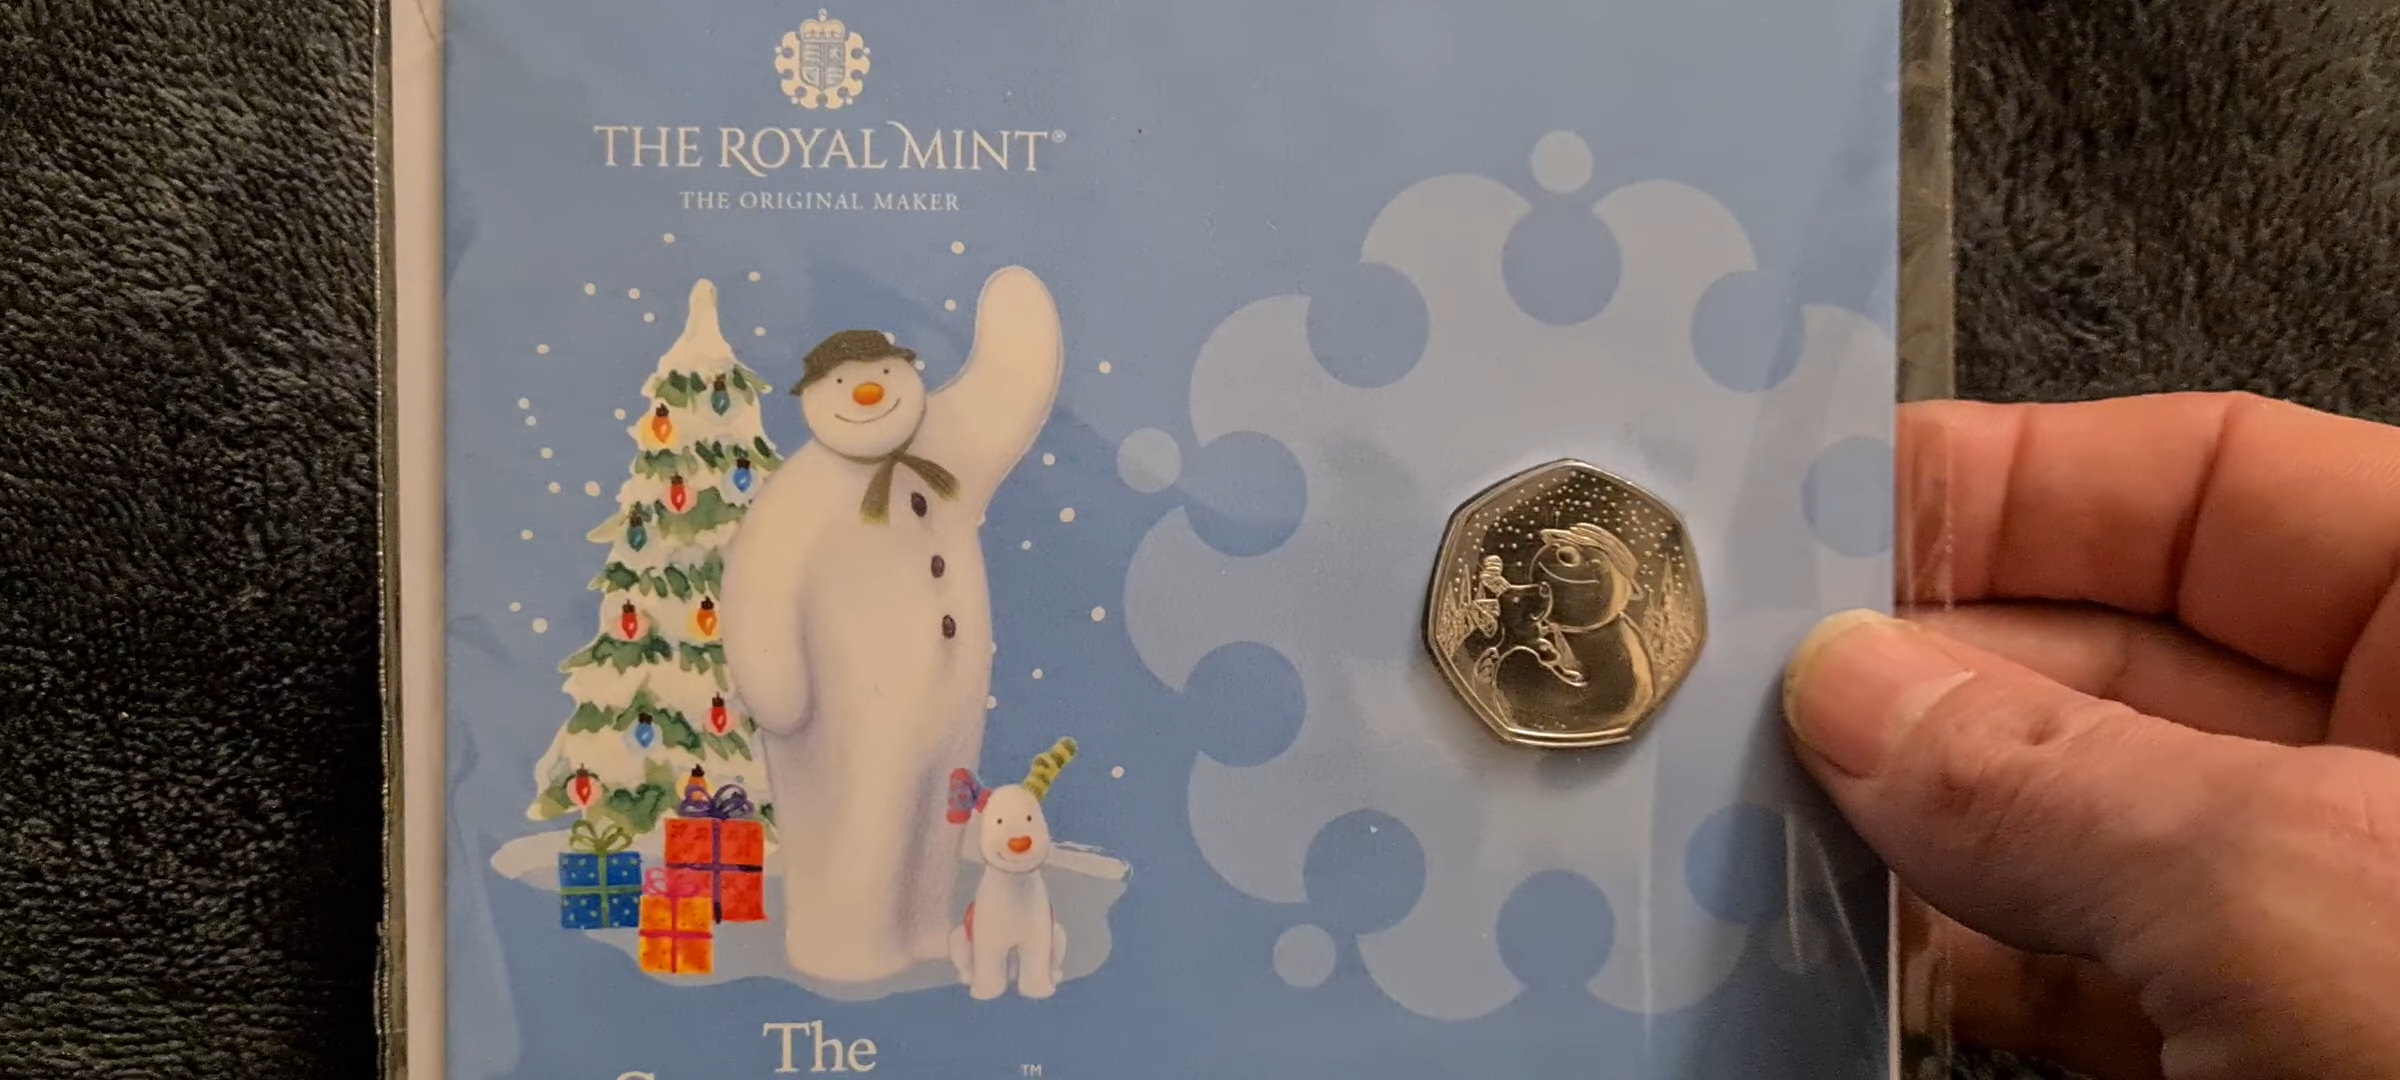 THE ROYAL MINT®
THE ORIGINAL MAKER
The
™